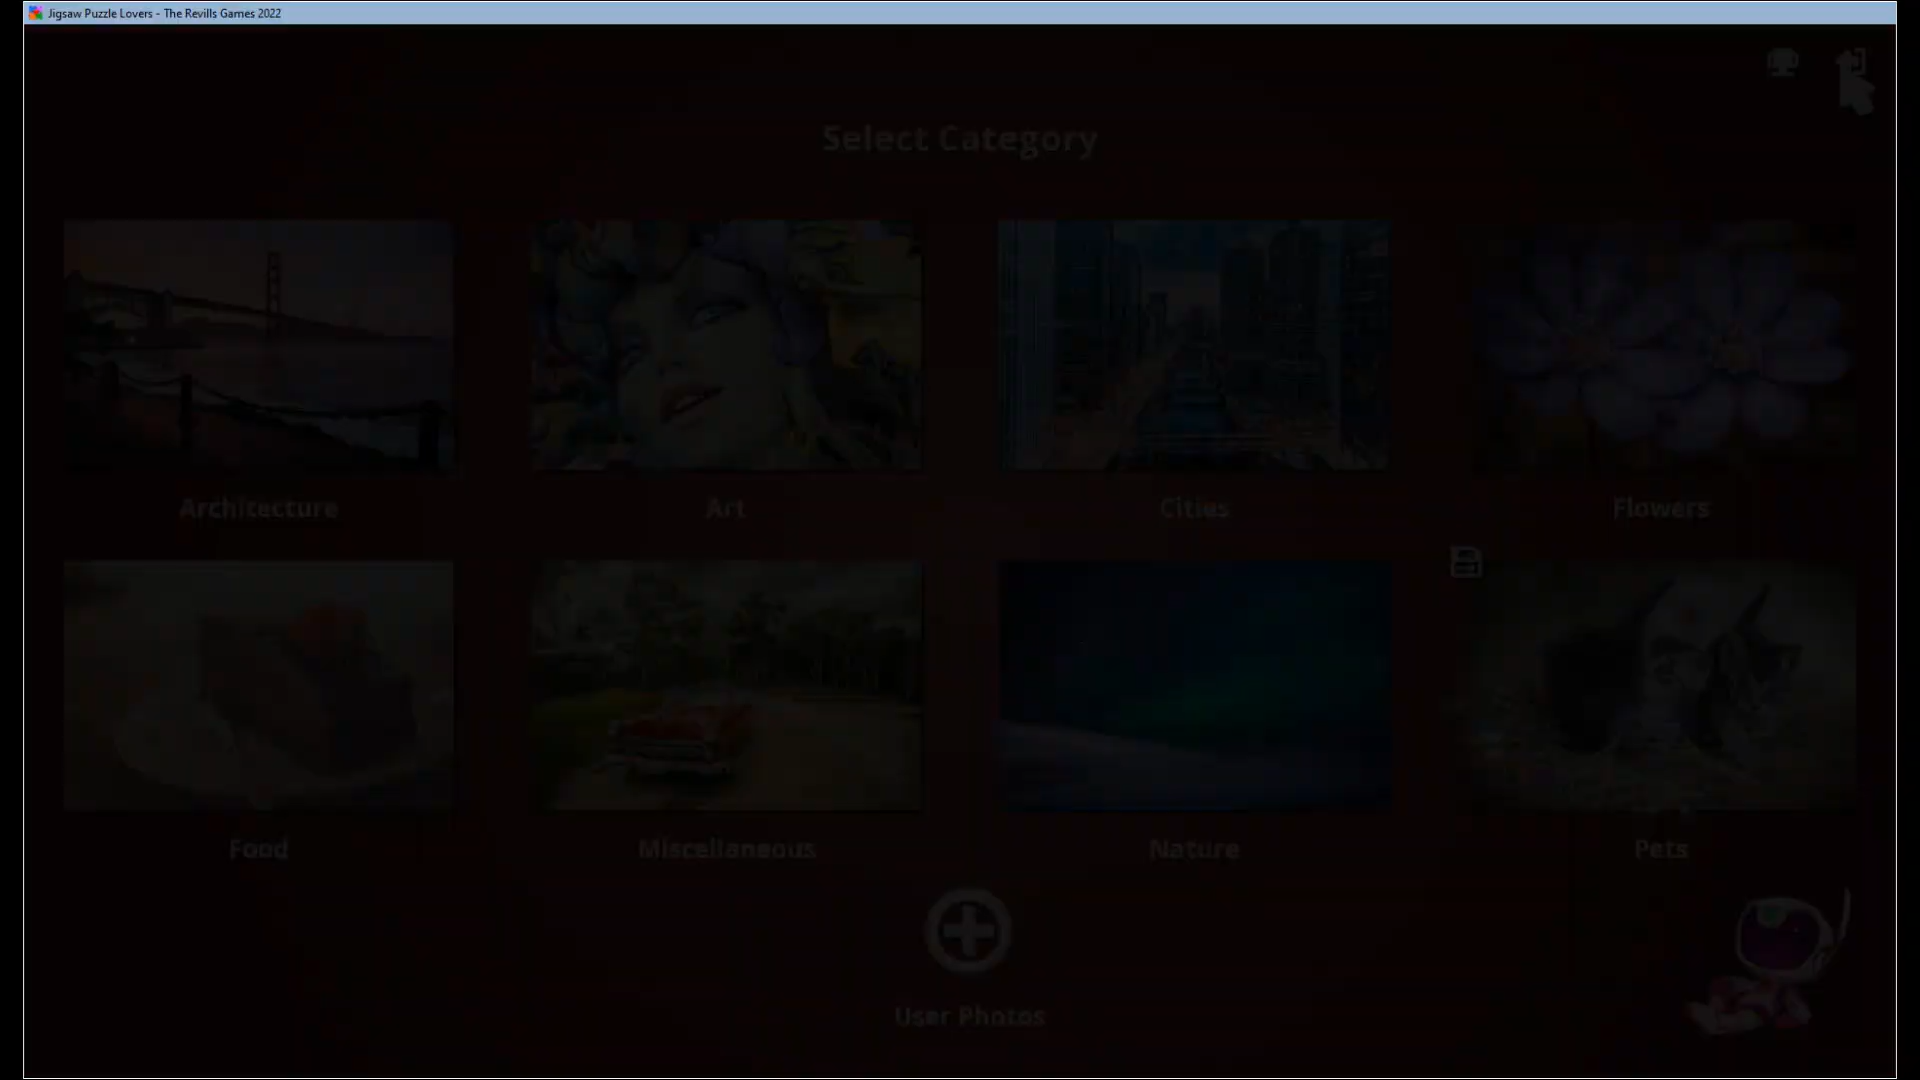 Jigsaw Puzzle Lovers - The Revills Games 2022
Select Category
Architecture
Art
Cities
Flowers
Food
Miscellaneous
Nature
Pets
User Photos